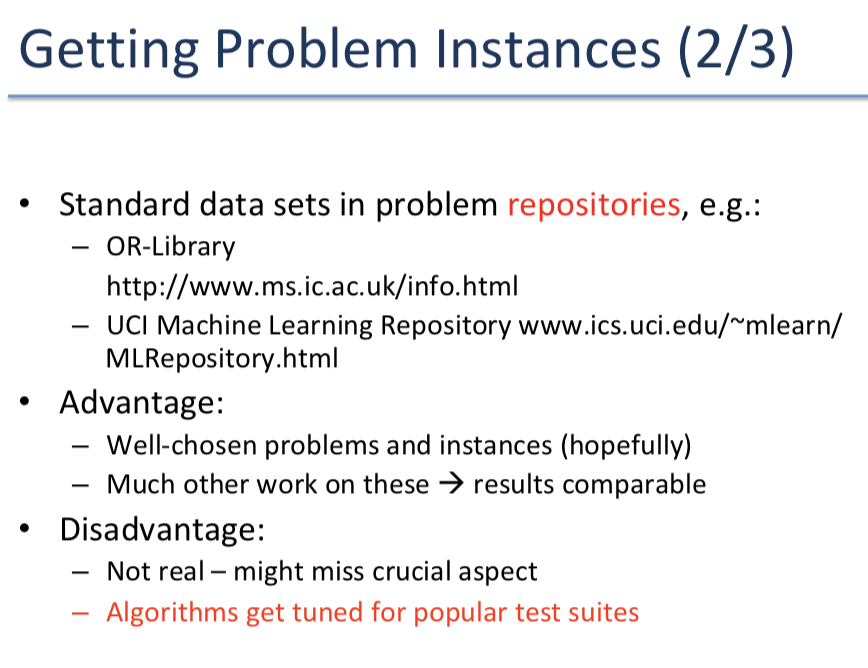 Getting Problem Instances (2/3)
• Standard data sets in problem repositories, e.g.:
– OR-Library
http://www.ms.ic.ac.uk/info.html
– UCI Machine Learning Repository www.ics.uci.edu/~mlearn/
MLRepository.html
• Advantage:
– Well-chosen problems and instances (hopefully)
– Much other work on these → results comparable
• Disadvantage:
– Not real – might miss crucial aspect
– Algorithms get tuned for popular test suites